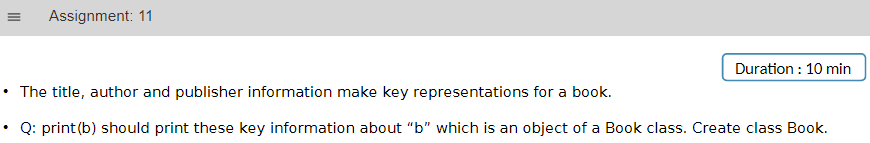 Assignment: 11
Duration : 10 min
• The title, author and publisher information make key representations for a book.
• Q: print(b) should print these key information about “b” which is an object of a Book class. Create class Book.